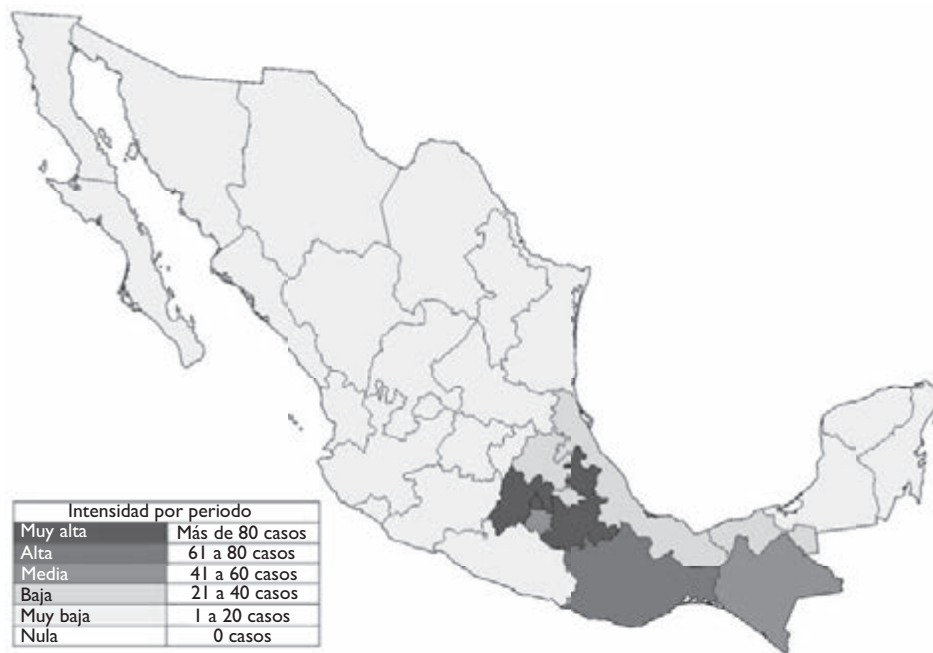 Intensidad por periodo
Muy alta Más de 80 casos
Alta 61 a 80 casos
Media 41 a 60 casos
Baja 21 a 40 casos
Muy baja 1 a 20 casos
Nula 0 casos